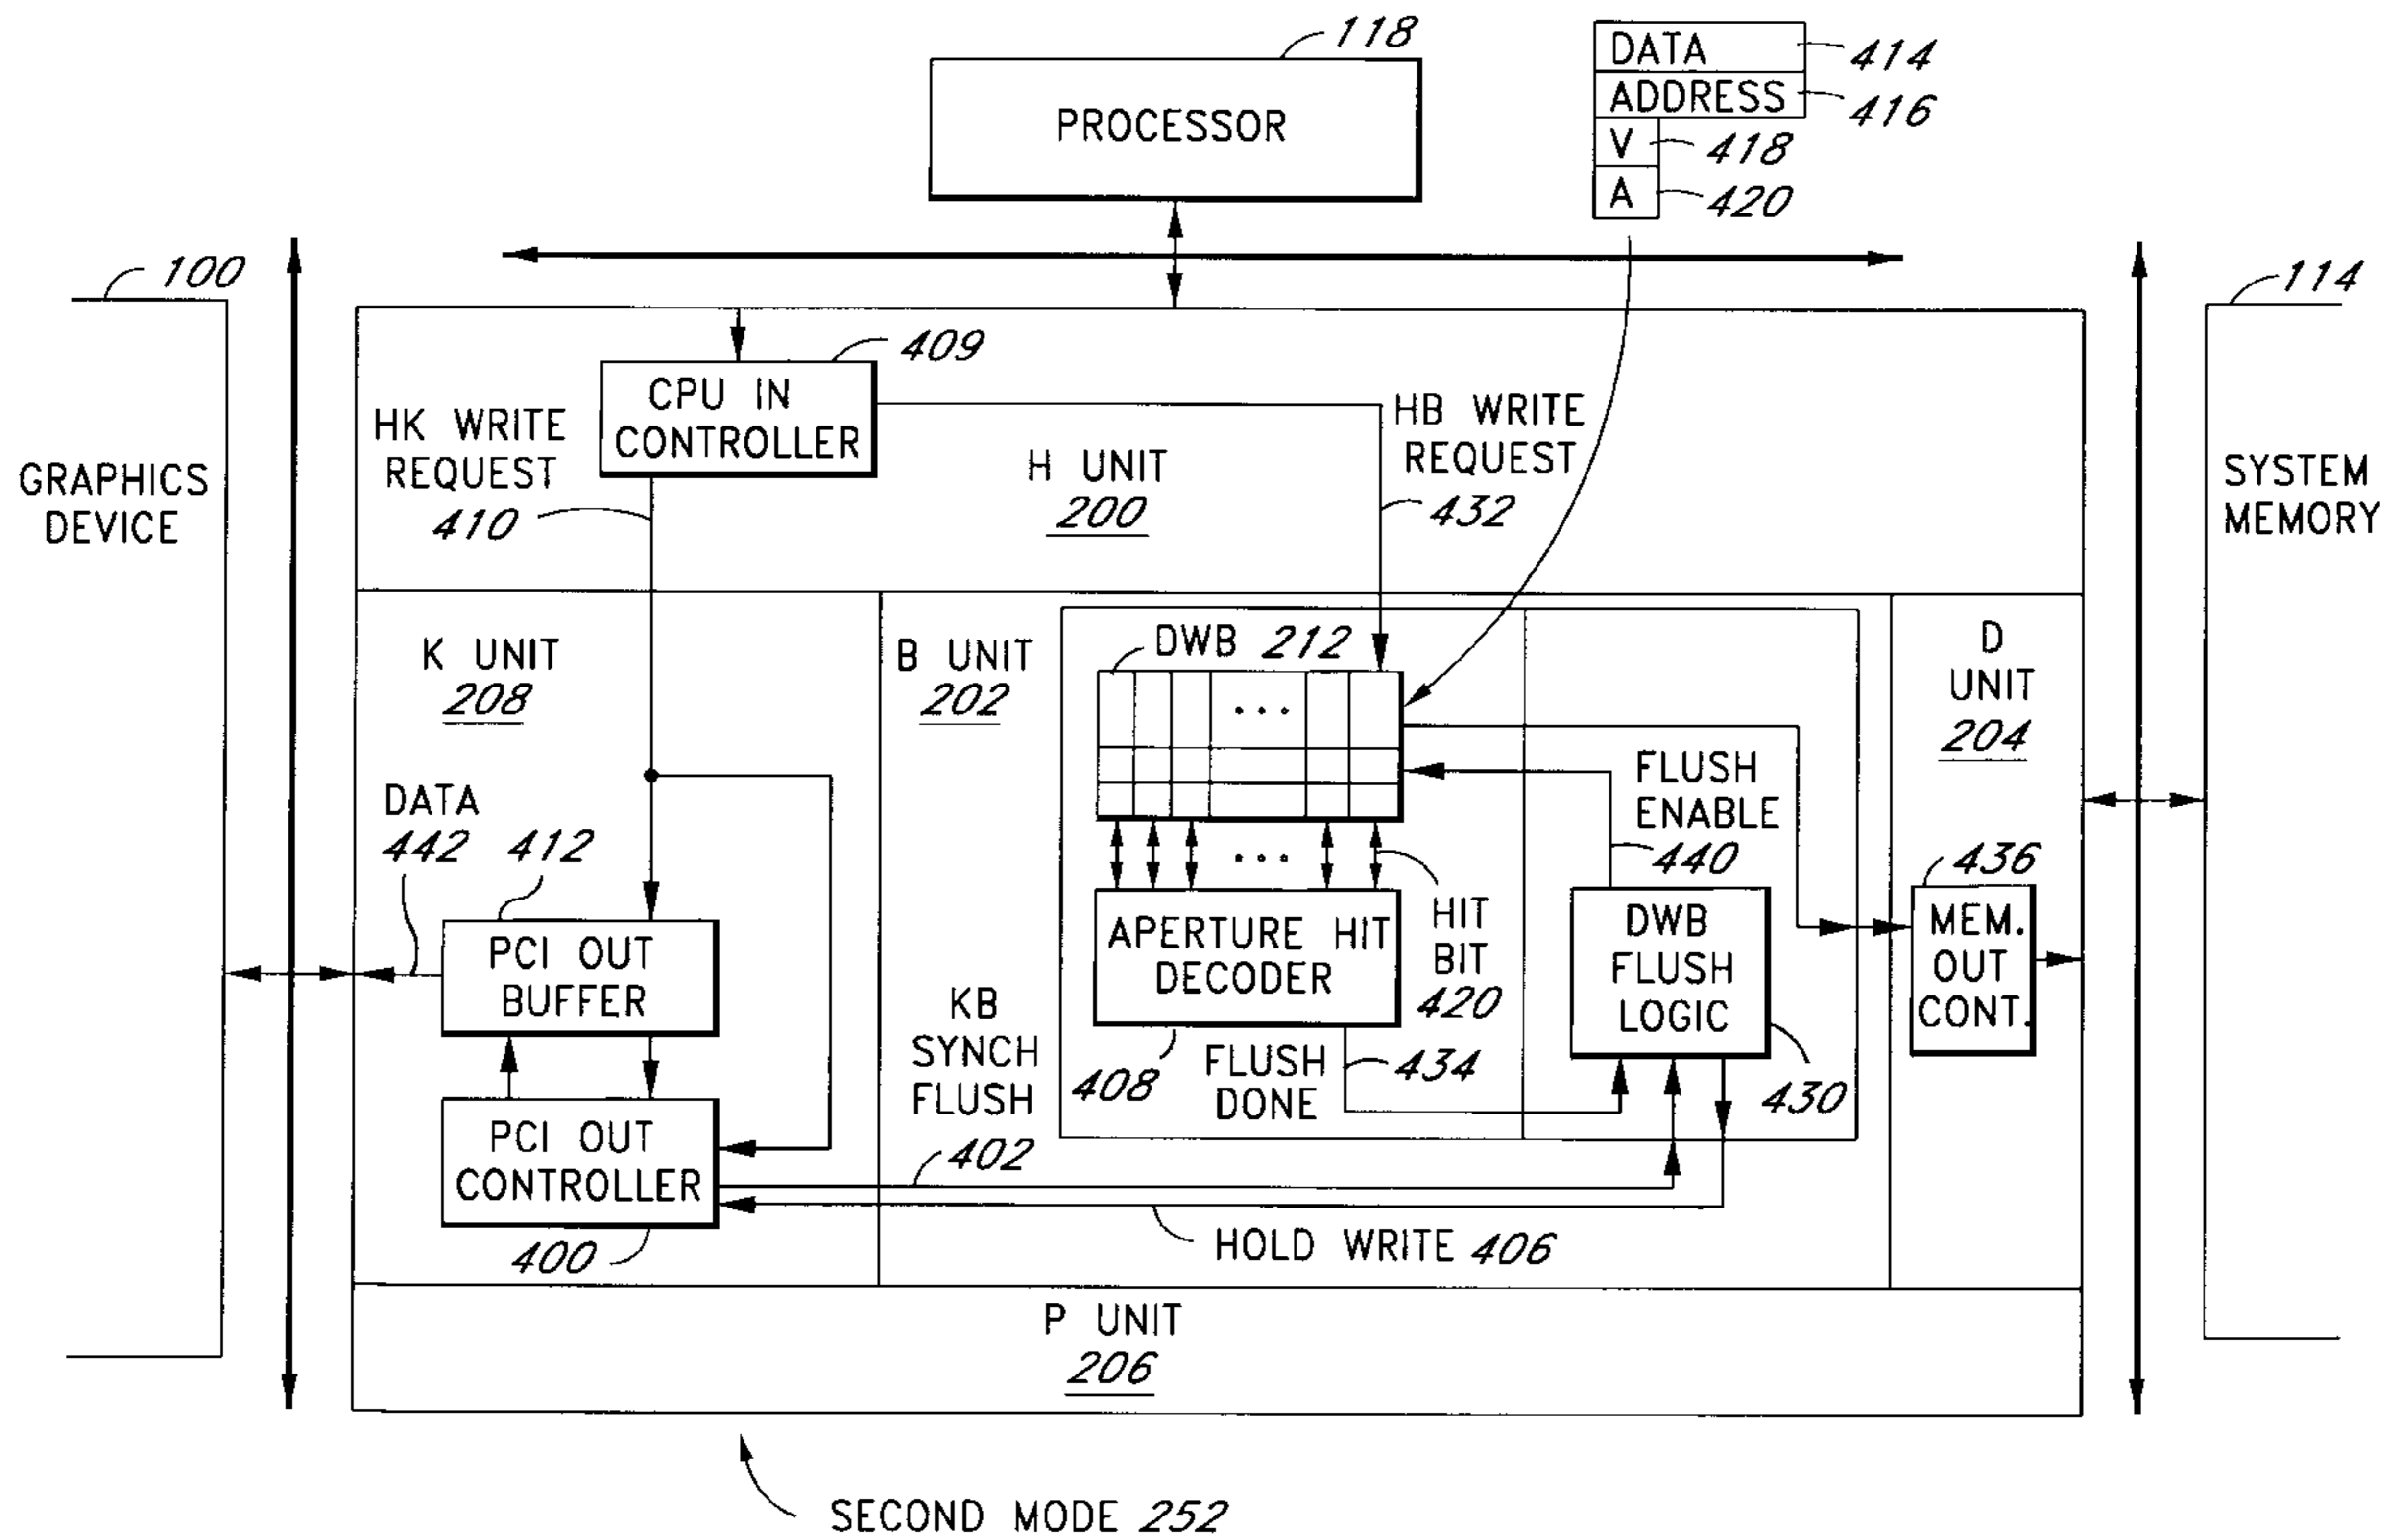 118
PROCESSOR
DATA
414
ADDRESS
416
V
418
A
420
100
GRAPHICS
DEVICE
114
SYSTEM
MEMORY
409
CPU IN
CONTROLLER
HK WRITE
REQUEST
410
H UNIT
200
HB WRITE
REQUEST
432
K UNIT
208
B UNIT
202
DWB 212
• • •
D
UNIT
204
DATA
442
412
PCI OUT
BUFFER
FLUSH
ENABLE
440
• • •
APERTURE HIT
DECODER
408
HIT
BIT
420
DWB
FLUSH
LOGIC
430
436
MEM.
OUT
CONT.
KB
SYNCH
FLUSH
402
FLUSH
DONE
434
PCI OUT
CONTROLLER
400
HOLD WRITE 406
P UNIT
206
SECOND MODE 252